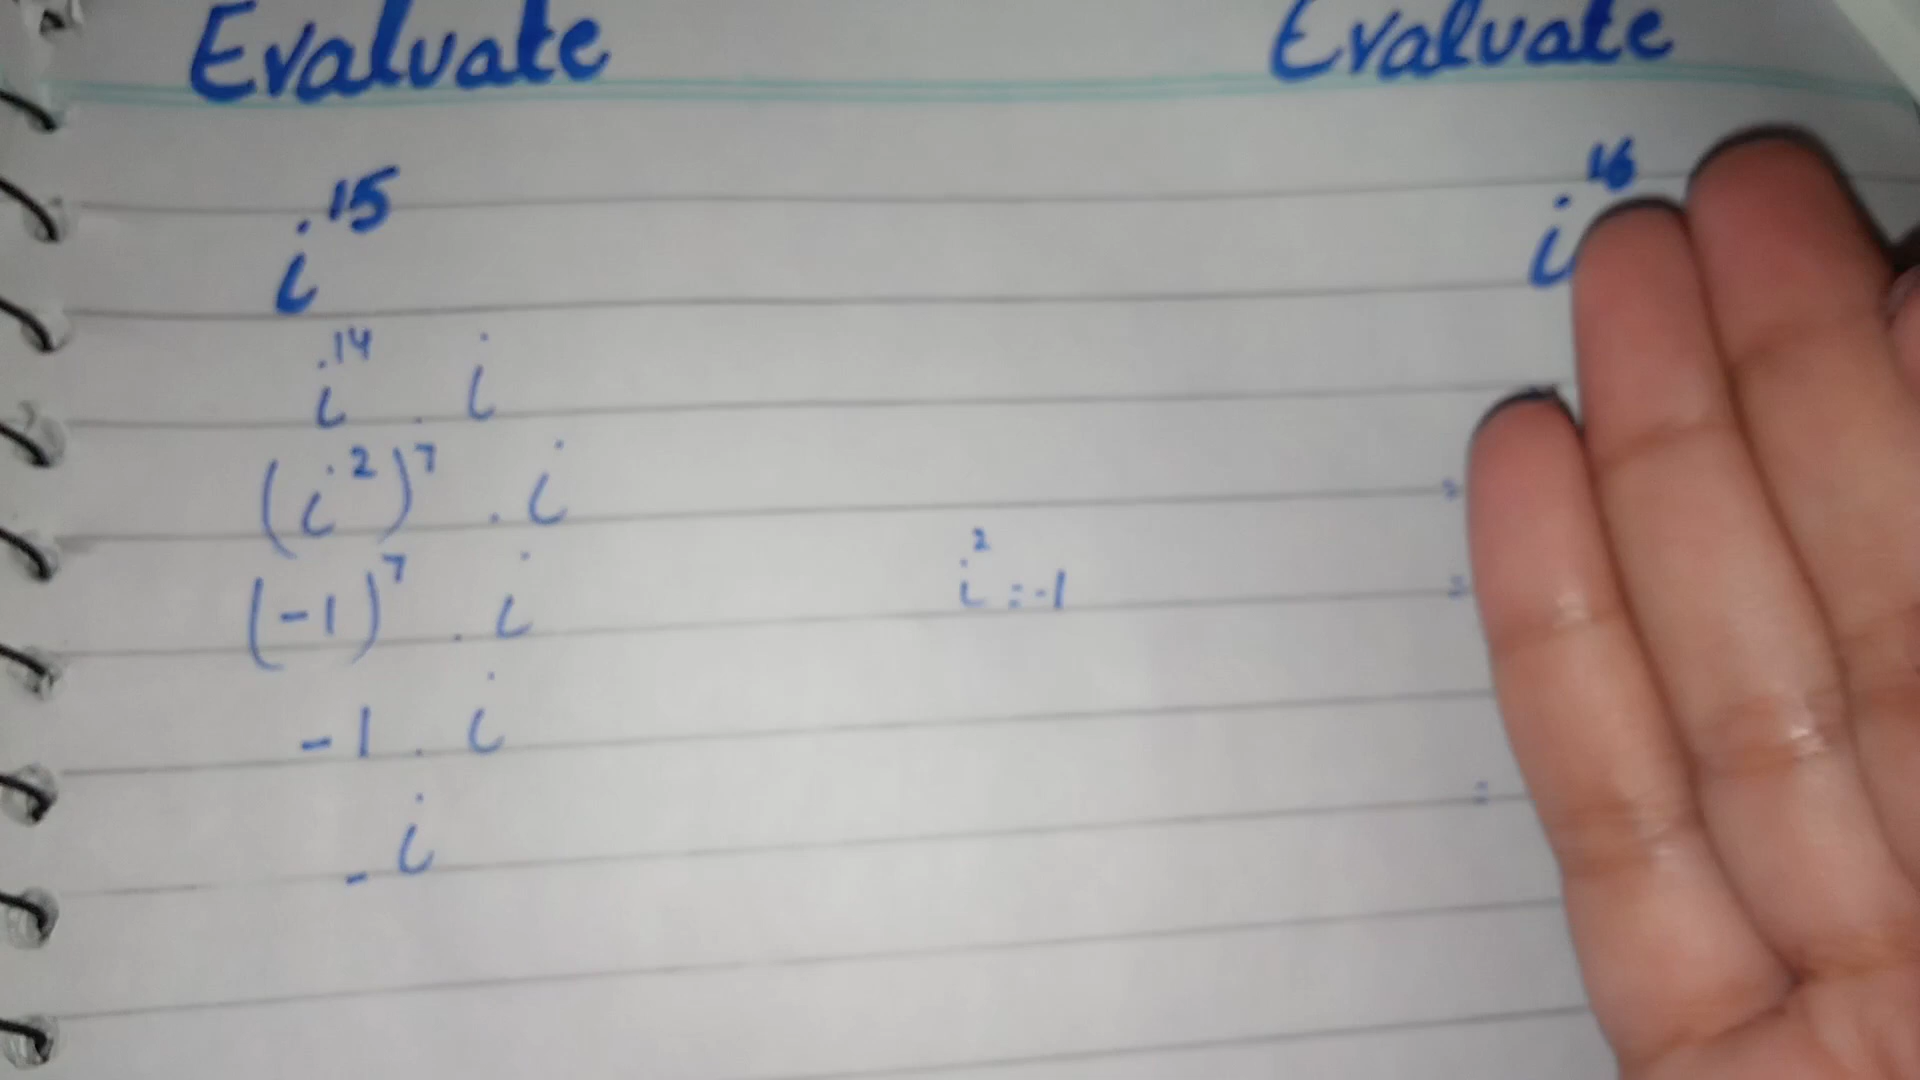 Evaluate
i^15
i^14 . i
(i^2)^7 . i
(-1)^7 . i
-1 . i
- i
i^2 = -1
Evaluate
i^16
=
=
=